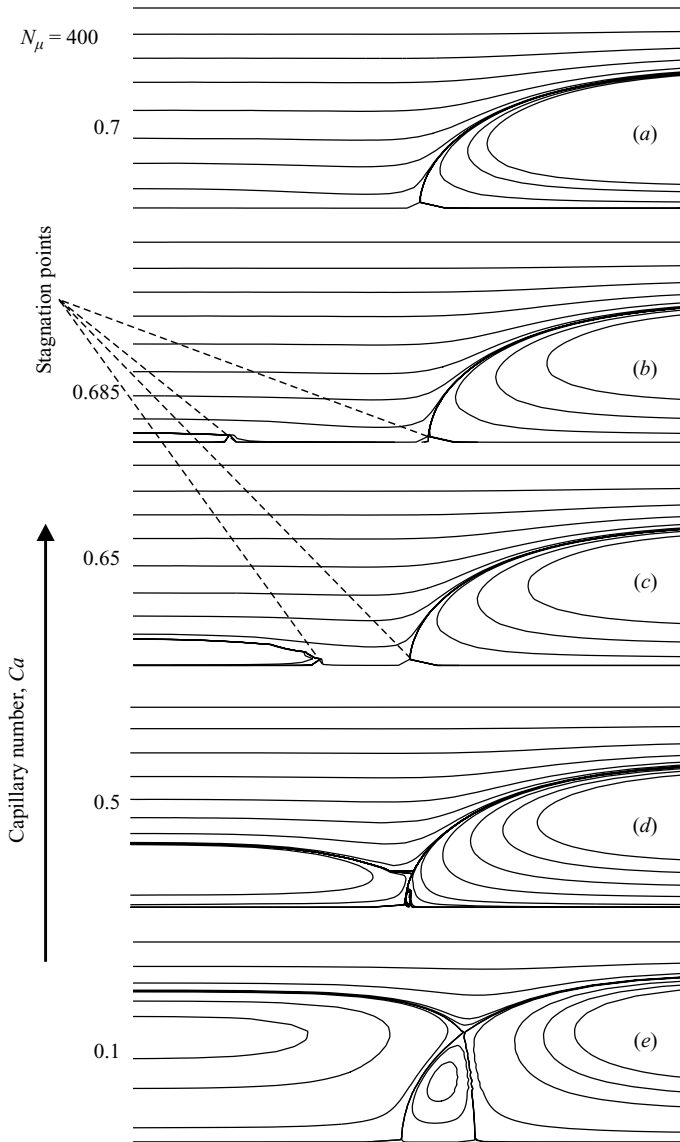 N_μ = 400
0.7
(a)
Stagnation points
(b)
0.685
0.65
(c)
Capillary number, Ca
0.5
(d)
0.1
(e)